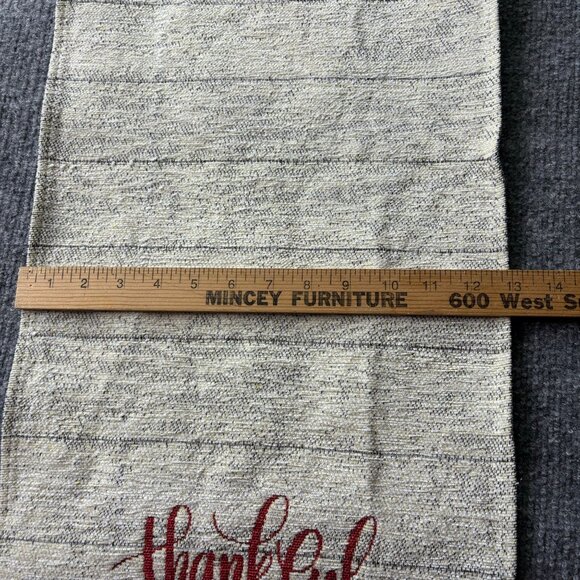 1 2 3 4 5 6 7 8 9 10 11 12 13 14
MINCEY FURNITURE 600 West S
thankful